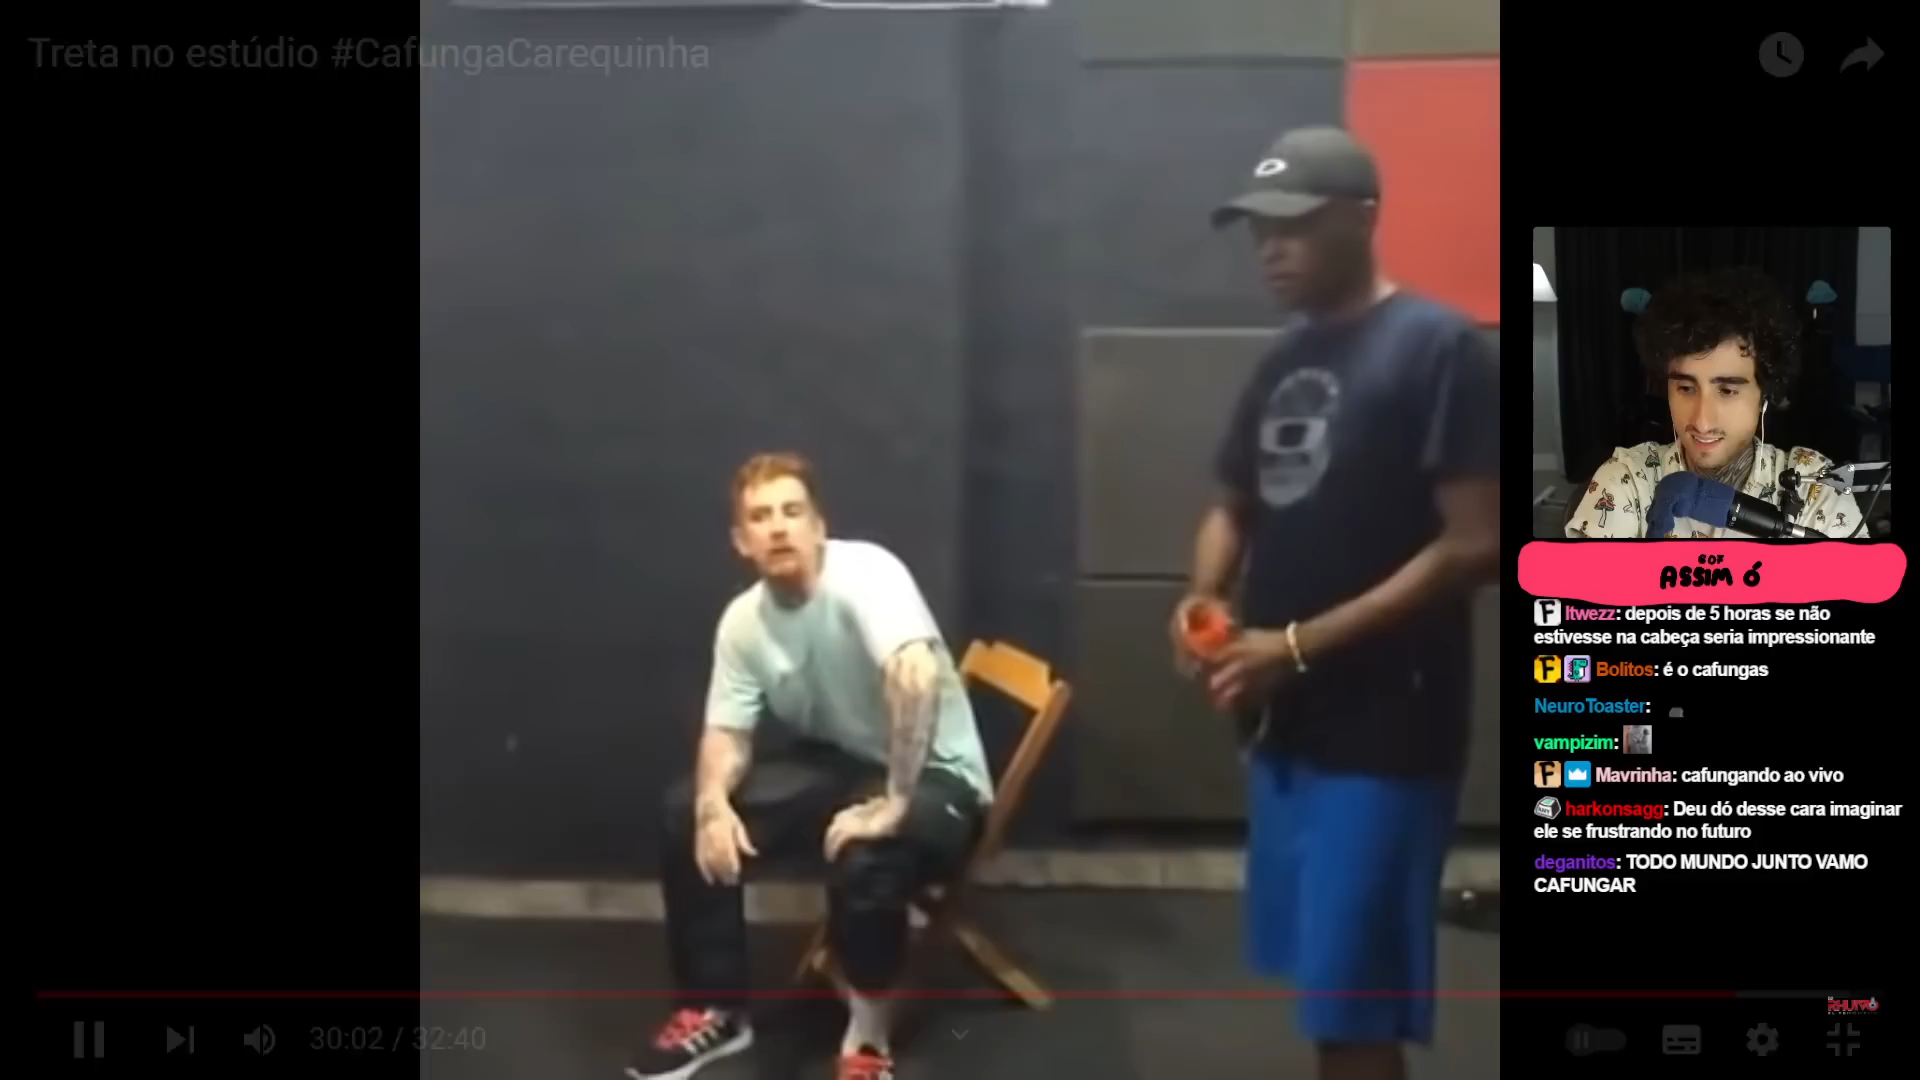 Treta no estúdio #CafungaCarequinha
GOF
ASSIM Ó
Itwezz: depois de 5 horas se não
estivesse na cabeça seria impressionante
Bolitos: é o cafungas
NeuroToaster:
vampizim:
Mavrinha: cafungando ao vivo
harkonsagg: Deu dó desse cara imaginar
ele se frustrando no futuro
deganitos: TODO MUNDO JUNTO VAMO
CAFUNGAR
30:02 / 32:40